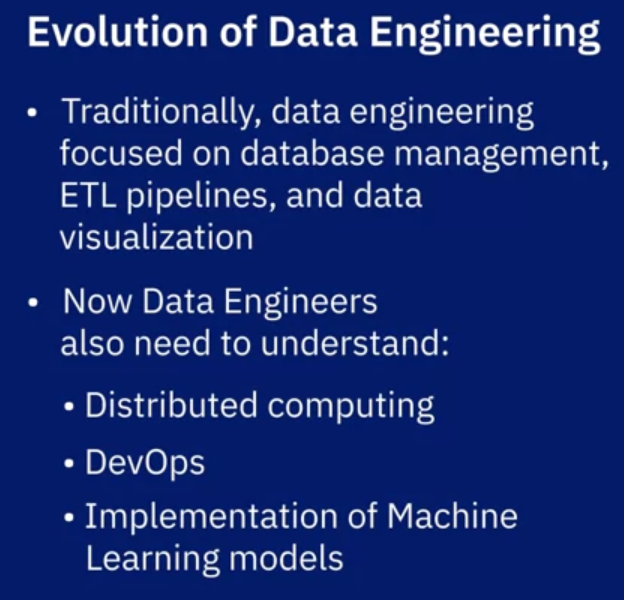 Evolution of Data Engineering
• Traditionally, data engineering
focused on database management,
ETL pipelines, and data
visualization
• Now Data Engineers
also need to understand:
• Distributed computing
• DevOps
• Implementation of Machine
Learning models